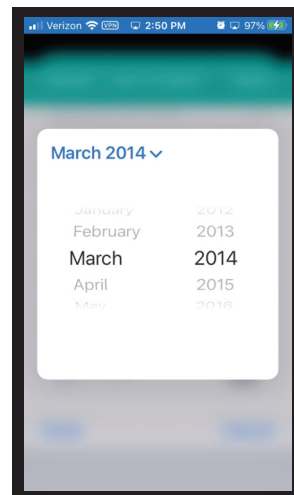 Verizon VPN 2:50 PM 97%
March 2014
January 2012
February 2013
March 2014
April 2015
May 2016